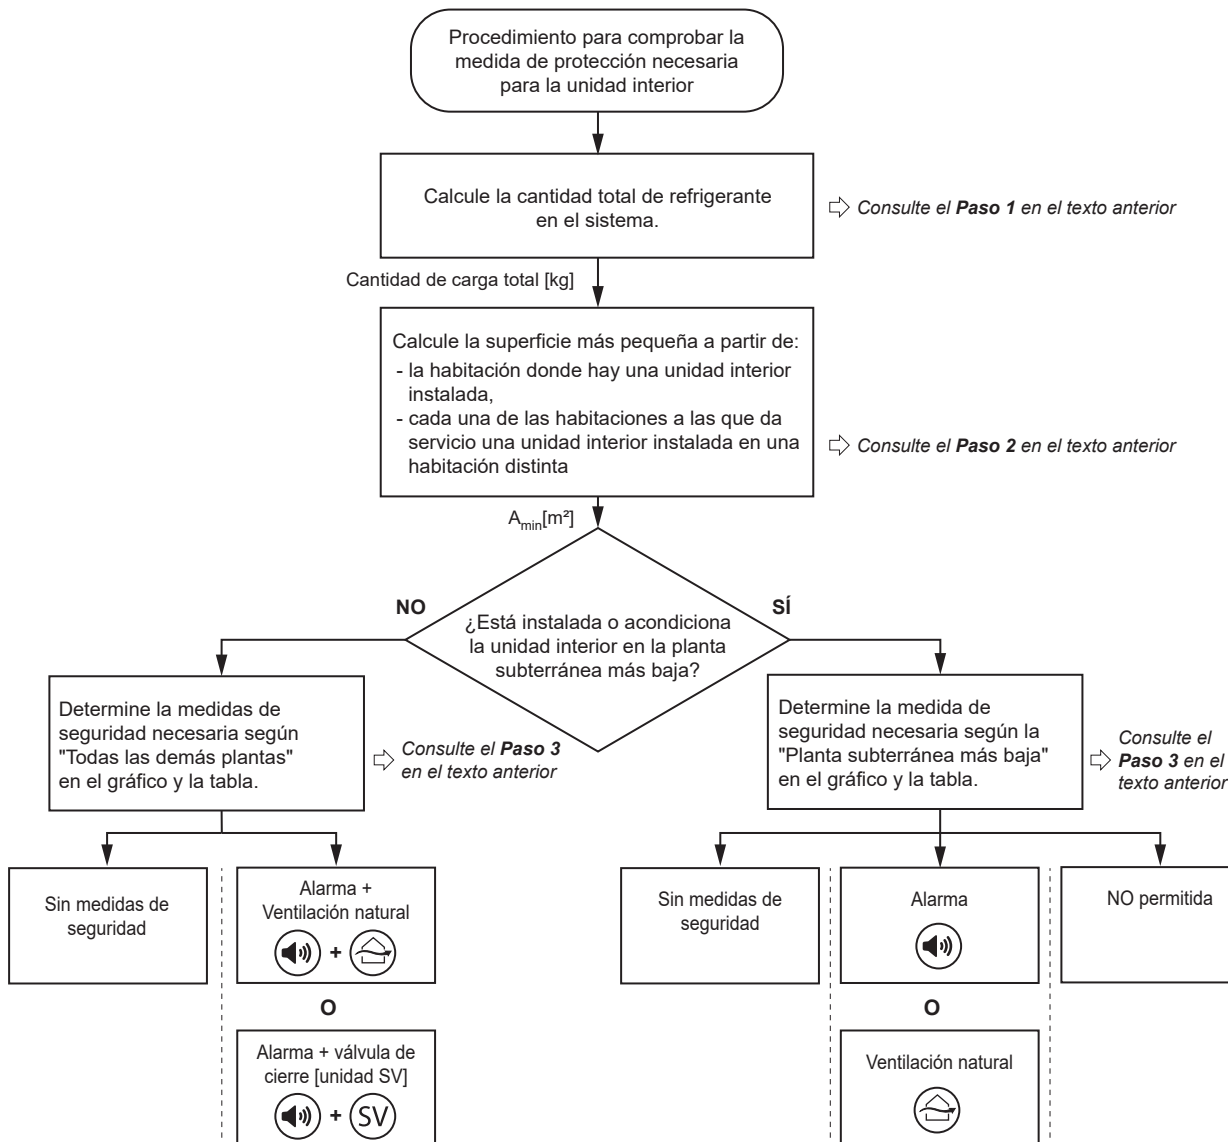 Procedimiento para comprobar la
medida de protección necesaria
para la unidad interior
Calcule la cantidad total de refrigerante
en el sistema.
Consulte el Paso 1 en el texto anterior
Cantidad de carga total [kg]
Calcule la superficie más pequeña a partir de:
- la habitación donde hay una unidad interior
instalada,
- cada una de las habitaciones a las que da
servicio una unidad interior instalada en una
habitación distinta
Consulte el Paso 2 en el texto anterior
Amin[m²]
NO
SÍ
¿Está instalada o acondiciona
la unidad interior en la planta
subterránea más baja?
Determine la medidas de
seguridad necesaria según
"Todas las demás plantas"
en el gráfico y la tabla.
Consulte el Paso 3
en el texto anterior
Determine la medida de
seguridad necesaria según la
"Planta subterránea más baja"
en el gráfico y la tabla.
Consulte el
Paso 3 en el
texto anterior
Sin medidas de
seguridad
Alarma +
Ventilación natural
+
O
Alarma + válvula de
cierre [unidad SV]
+ SV
Sin medidas de
seguridad
Alarma
O
Ventilación natural
NO permitida